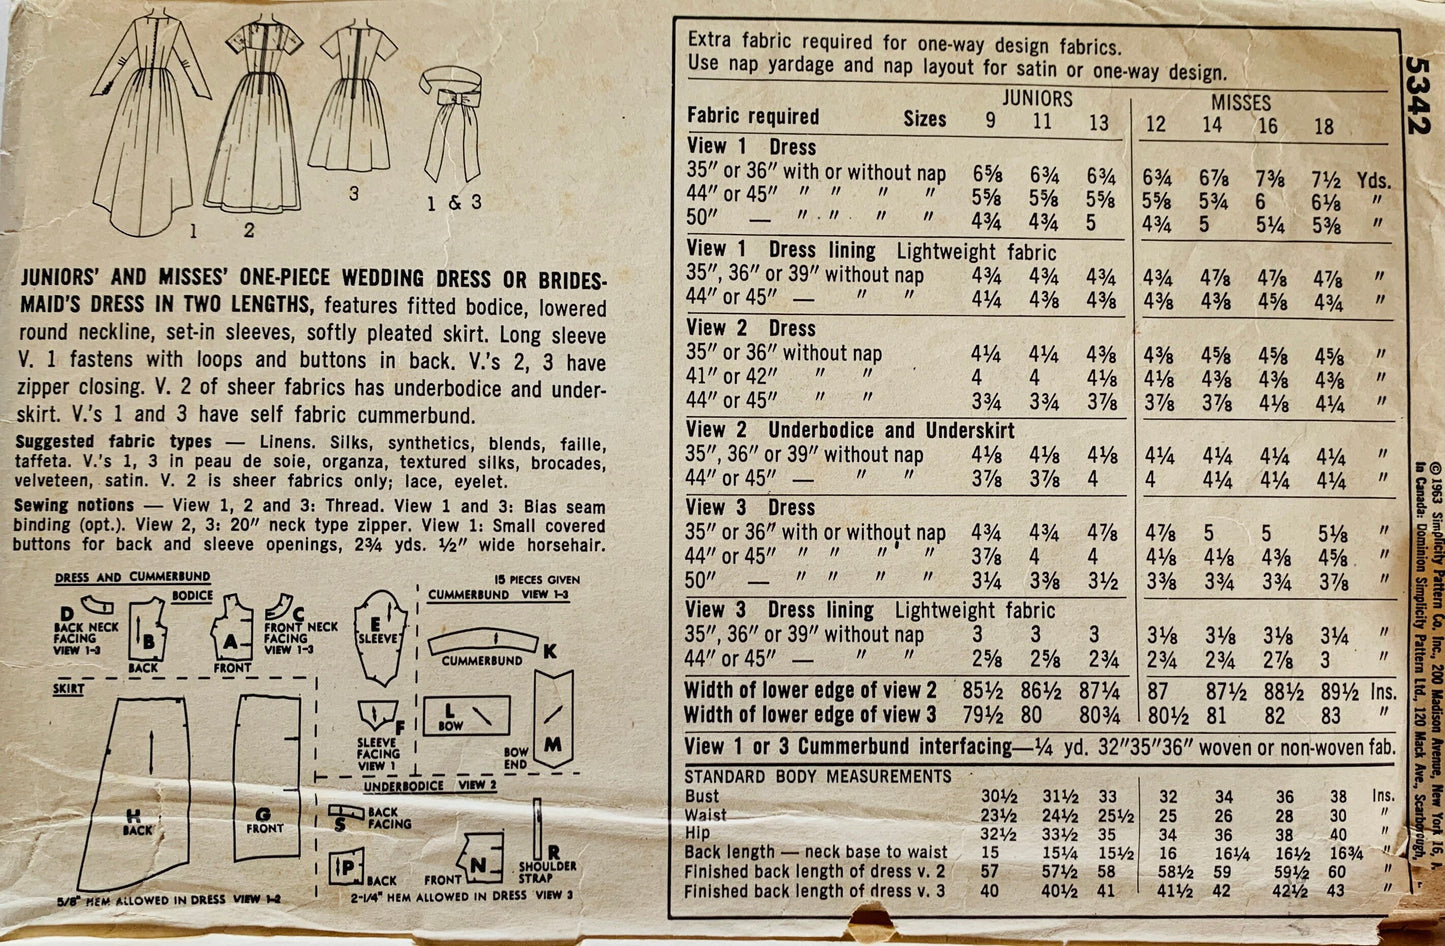 1
2
3
1 & 3
JUNIORS' AND MISSES' ONE-PIECE WEDDING DRESS OR BRIDES-
MAID'S DRESS IN TWO LENGTHS, features fitted bodice, lowered
round neckline, set-in sleeves, softly pleated skirt. Long sleeve
V. 1 fastens with loops and buttons in back. V.'s 2, 3 have
zipper closing. V. 2 of sheer fabrics has underbodice and under-
skirt. V.'s 1 and 3 have self fabric cummerbund.
Suggested fabric types — Linens. Silks, synthetics, blends, faille,
taffeta. V.'s 1, 3 in peau de soie, organza, textured silks, brocades,
velveteen, satin. V. 2 is sheer fabrics only; lace, eyelet.
Sewing notions — View 1, 2 and 3: Thread. View 1 and 3: Bias seam
binding (opt.). View 2, 3: 20" neck type zipper. View 1: Small covered
buttons for back and sleeve openings, 2¾ yds. ½" wide horsehair.
DRESS AND CUMMERBUND
BODICE
D
BACK NECK
FACING
VIEW 1-3
B
BACK
A
FRONT
C
FRONT NECK
FACING
VIEW 1-3
E
SLEEVE
15 PIECES GIVEN
CUMMERBUND VIEW 1-3
CUMMERBUND
K
L
BOW
BOW
END
M
F
SLEEVE
FACING
VIEW 1
SKIRT
H
BACK
G
FRONT
UNDERBODICE VIEW 2
S
BACK
FACING
P
BACK
FRONT
N
R
SHOULDER
STRAP
5/8" HEM ALLOWED IN DRESS VIEW 1-2
2-1/4" HEM ALLOWED IN DRESS VIEW 3
Extra fabric required for one-way design fabrics.
Use nap yardage and nap layout for satin or one-way design.
JUNIORS MISSES
Fabric required Sizes 9 11 13 12 14 16 18
View 1 Dress
35" or 36" with or without nap 6⅝ 6¾ 6¾ 6¾ 6⅞ 7⅜ 7½ Yds.
44" or 45" " " " " 5⅝ 5⅝ 5⅝ 5⅝ 5¾ 6 6⅛ "
50" — " " " " 4¾ 4¾ 5 4¾ 5 5¼ 5⅜ "
View 1 Dress lining Lightweight fabric
35", 36" or 39" without nap 4¾ 4¾ 4¾ 4¾ 4⅞ 4⅞ 4⅞ "
44" or 45" — " " 4¼ 4⅜ 4⅜ 4⅜ 4⅜ 4⅝ 4¾ "
View 2 Dress
35" or 36" without nap 4¼ 4¼ 4⅜ 4⅜ 4⅝ 4⅝ 4⅝ "
41" or 42" " " 4 4 4⅛ 4⅛ 4⅜ 4⅜ 4⅜ "
44" or 45" " " 3¾ 3¾ 3⅞ 3⅞ 3⅞ 4⅛ 4¼ "
View 2 Underbodice and Underskirt
35", 36" or 39" without nap 4⅛ 4⅛ 4⅛ 4¼ 4¼ 4¼ 4¼ "
44" or 45" — " " 3⅞ 3⅞ 4 4 4¼ 4¼ 4¼ "
View 3 Dress
35" or 36" with or without nap 4¾ 4¾ 4⅞ 4⅞ 5 5 5⅛ "
44" or 45" " " " " 3⅞ 4 4 4⅛ 4⅛ 4⅜ 4⅝ "
50" — " " " " 3¼ 3⅜ 3½ 3⅜ 3¾ 3¾ 3⅞ "
View 3 Dress lining Lightweight fabric
35", 36" or 39" without nap 3 3 3 3⅛ 3⅛ 3⅛ 3¼ "
44" or 45" — " " 2⅝ 2⅝ 2¾ 2¾ 2¾ 2⅞ 3 "
Width of lower edge of view 2 85½ 86½ 87¼ 87 87½ 88½ 89½ Ins.
Width of lower edge of view 3 79½ 80 80¾ 80½ 81 82 83 "
View 1 or 3 Cummerbund interfacing—¼ yd. 32"35"36" woven or non-woven fab.
STANDARD BODY MEASUREMENTS
Bust 30½ 31½ 33 32 34 36 38 Ins.
Waist 23½ 24½ 25½ 25 26 28 30 "
Hip 32½ 33½ 35 34 36 38 40 "
Back length — neck base to waist 15 15¼ 15½ 16 16¼ 16½ 16¾ "
Finished back length of dress v. 2 57 57½ 58 58½ 59 59½ 60 "
Finished back length of dress v. 3 40 40½ 41 41½ 42 42½ 43 "
5342
© 1963 Simplicity Pattern Co. Inc., 200 Madison Avenue, New York 16,
In Canada: Dominion Simplicity Pattern Ltd., 120 Mack Ave., Scarborough,